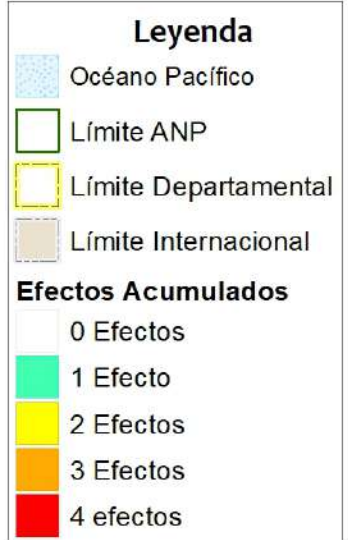 Leyenda
Océano Pacífico
Límite ANP
Límite Departamental
Límite Internacional
Efectos Acumulados
0 Efectos
1 Efecto
2 Efectos
3 Efectos
4 efectos